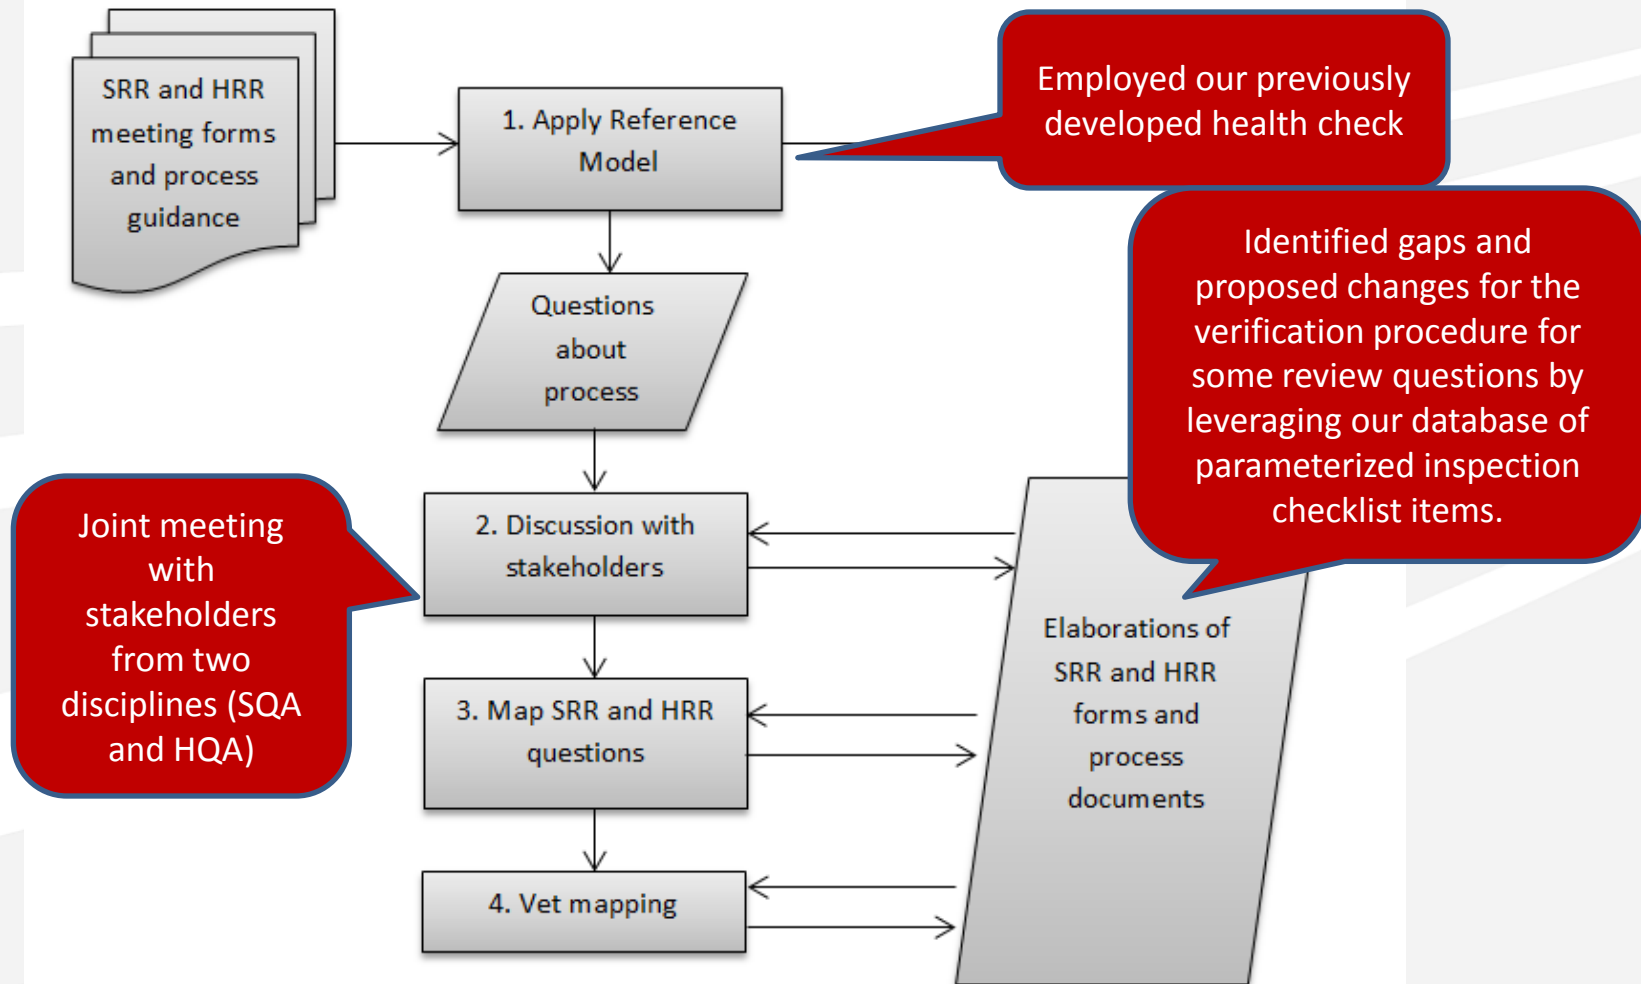 SRR and HRR
meeting forms
and process
guidance
1. Apply Reference
Model
Employed our previously
developed health check
Questions
about
process
Identified gaps and
proposed changes for the
verification procedure for
some review questions by
leveraging our database of
parameterized inspection
checklist items.
Joint meeting
with
stakeholders
from two
disciplines (SQA
and HQA)
2. Discussion with
stakeholders
Elaborations of
SRR and HRR
forms and
process
documents
3. Map SRR and HRR
questions
4. Vet mapping